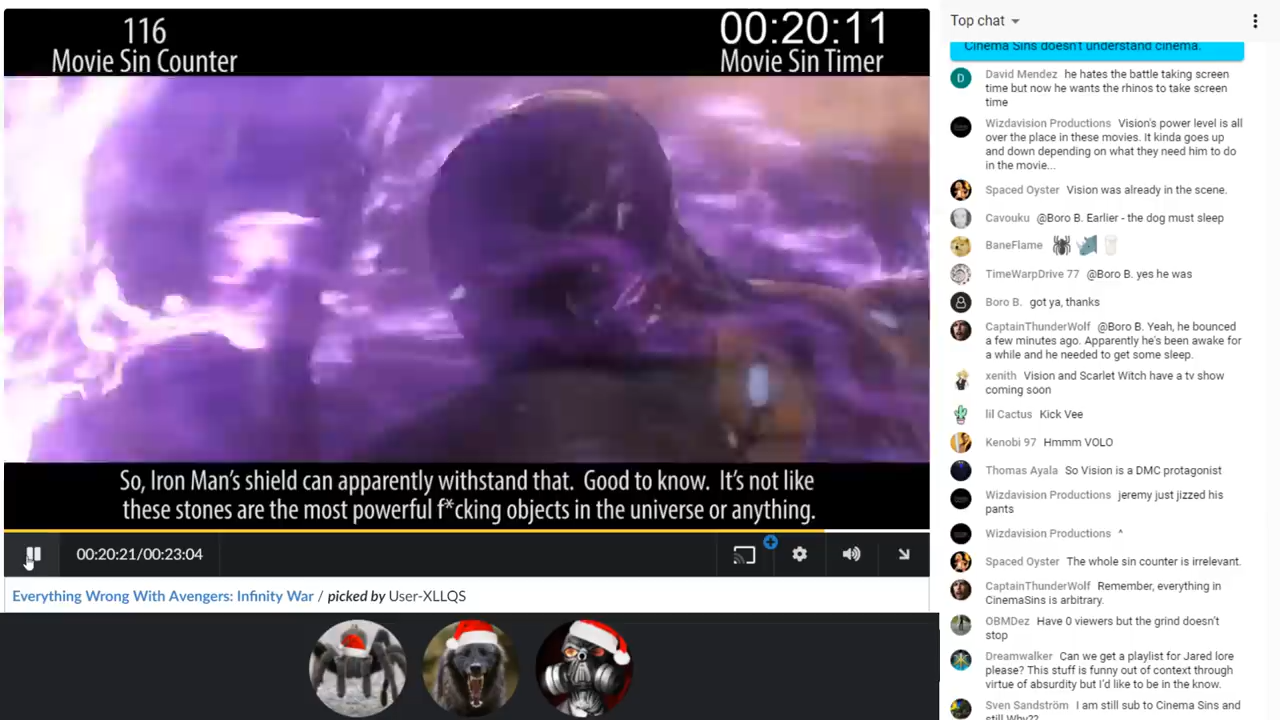 116
Movie Sin Counter
00:20:11
Movie Sin Timer
So, Iron Man's shield can apparently withstand that. Good to know. It's not like
these stones are the most powerful f*cking objects in the universe or anything.
00:20:21/00:23:04
Everything Wrong With Avengers: Infinity War / picked by User-XLLQS
Top chat
Cinema Sins doesn't understand cinema.
D
David Mendez he hates the battle taking screen
time but now he wants the rhinos to take screen
time
Wizdavision Productions Vision's power level is all
over the place in these movies. It kinda goes up
and down depending on what they need him to do
in the movie...
Spaced Oyster Vision was already in the scene.
Cavouku @Boro B. Earlier - the dog must sleep
BaneFlame
TimeWarpDrive 77 @Boro B. yes he was
Boro B. got ya, thanks
CaptainThunderWolf @Boro B. Yeah, he bounced
a few minutes ago. Apparently he's been awake for
a while and he needed to get some sleep.
xenith Vision and Scarlet Witch have a tv show
coming soon
lil Cactus Kick Vee
Kenobi 97 Hmmm VOLO
Thomas Ayala So Vision is a DMC protagonist
Wizdavision Productions jeremy just jizzed his
pants
Wizdavision Productions ^
Spaced Oyster The whole sin counter is irrelevant.
CaptainThunderWolf Remember, everything in
CinemaSins is arbitrary.
OBMDez Have 0 viewers but the grind doesn't
stop
Dreamwalker Can we get a playlist for Jared lore
please? This stuff is funny out of context through
virtue of absurdity but I'd like to be in the know.
Sven Sandström I am still sub to Cinema Sins and
still Why??